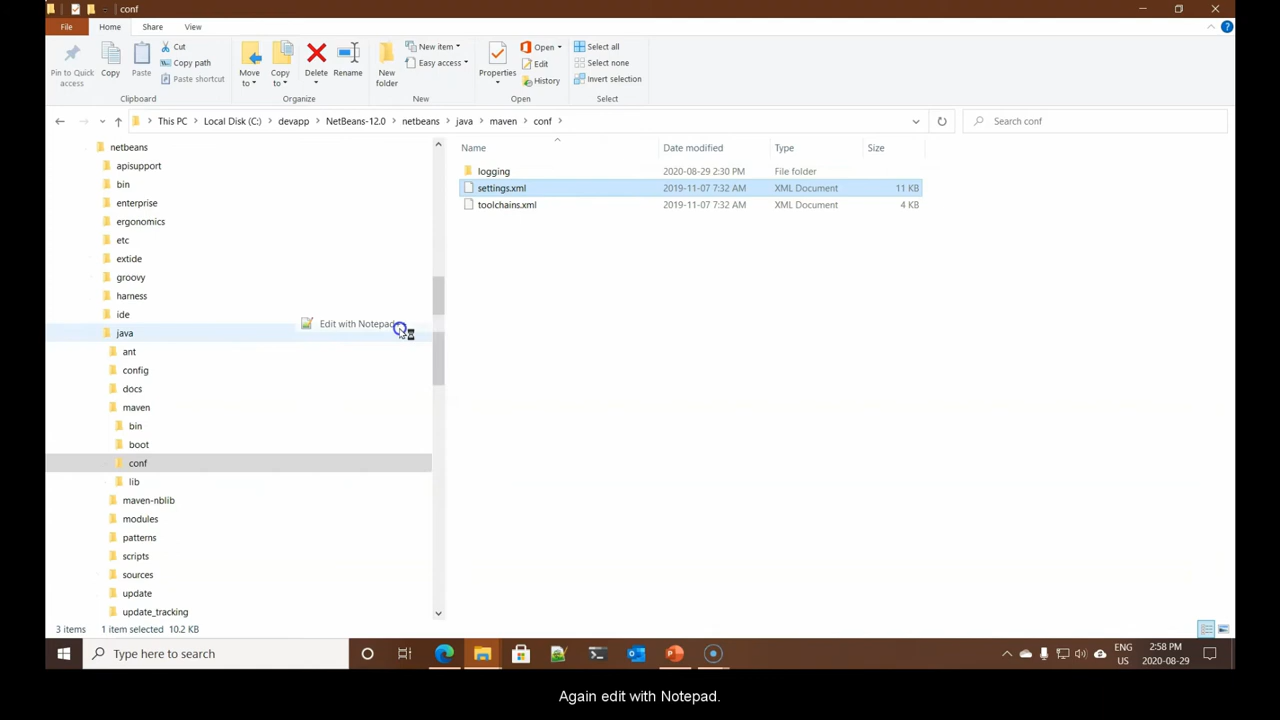 conf
File Home Share View
Pin to Quick access
Copy
Paste
Cut
Copy path
Paste shortcut
Clipboard
Move to
Copy to
Delete
Rename
Organize
New folder
New item
Easy access
New
Properties
Open
Edit
History
Open
Select all
Select none
Invert selection
Select
This PC > Local Disk (C:) > devapp > NetBeans-12.0 > netbeans > java > maven > conf >
Search conf
netbeans
apisupport
bin
enterprise
ergonomics
etc
extide
groovy
harness
ide
java
ant
config
docs
maven
bin
boot
conf
lib
maven-nblib
modules
patterns
scripts
sources
update
update_tracking
Edit with Notepad
Name Date modified Type Size
logging 2020-08-29 2:30 PM File folder
settings.xml 2019-11-07 7:32 AM XML Document 11 KB
toolchains.xml 2019-11-07 7:32 AM XML Document 4 KB
3 items 1 item selected 10.2 KB
Type here to search
ENG
US
2:58 PM
2020-08-29
Again edit with Notepad.